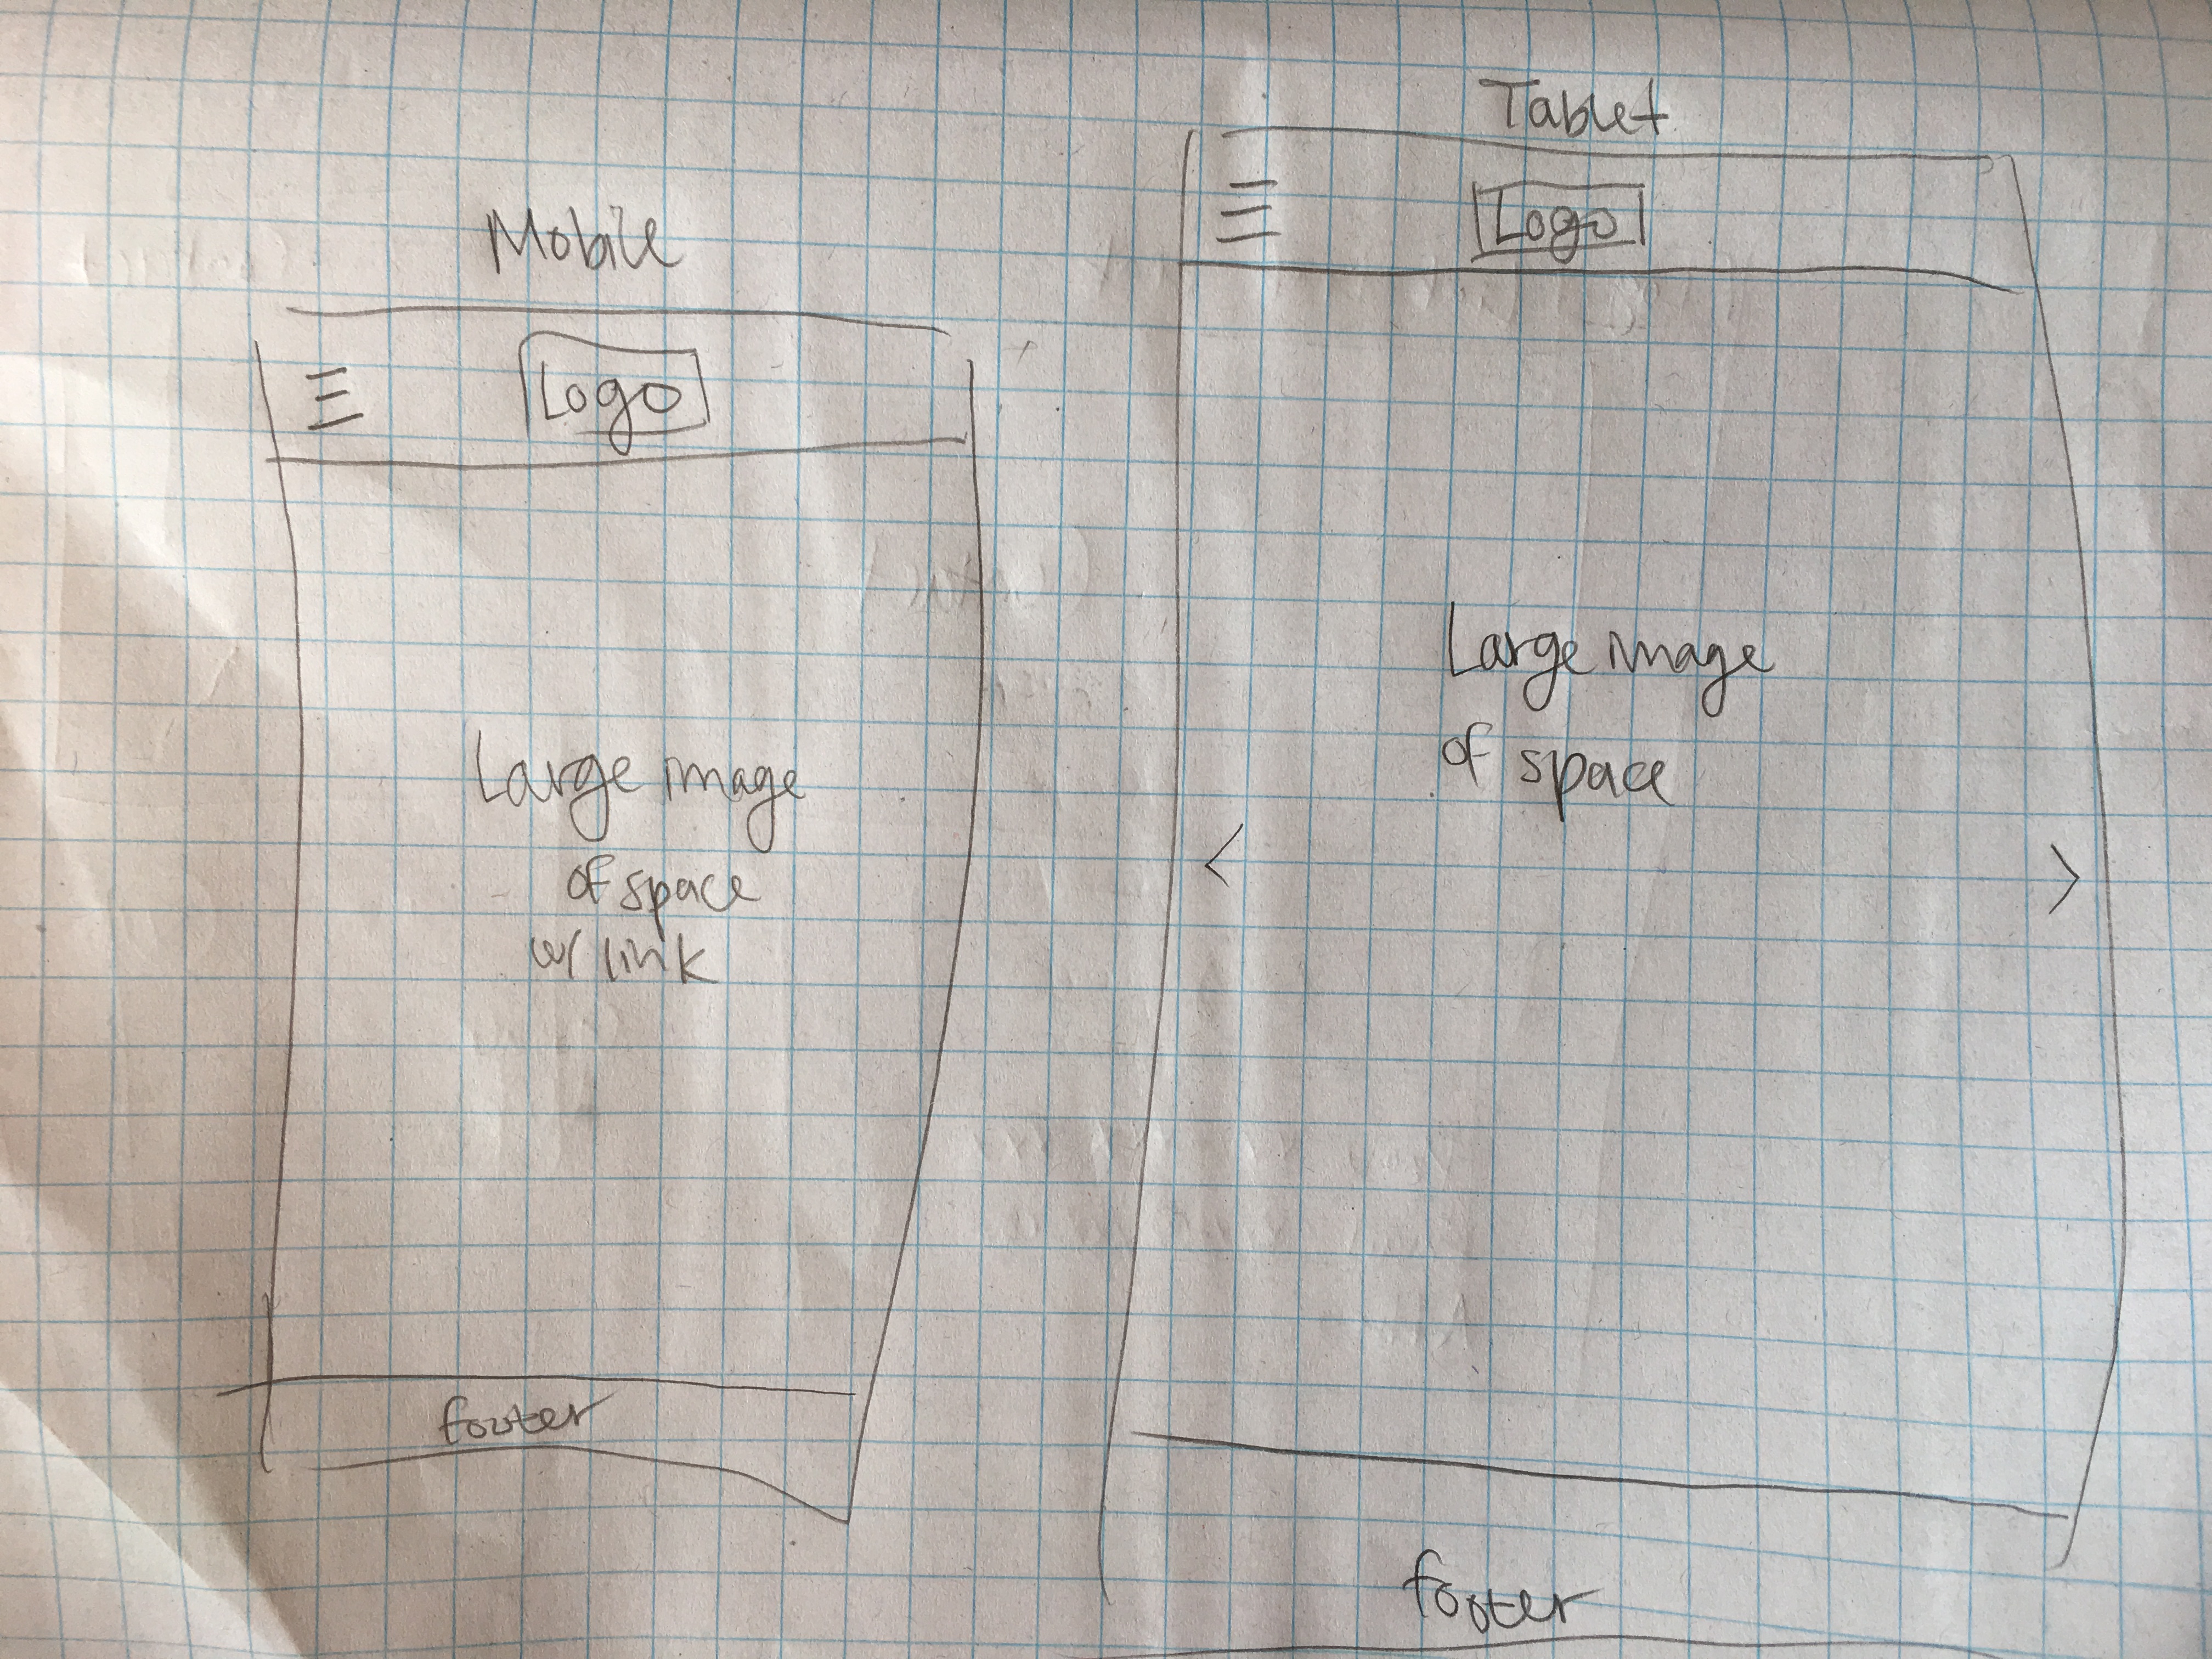 Mobile
Logo
Large image
of space
w/ link
footer
Tablet
Logo
Large image
of space
<
>
footer